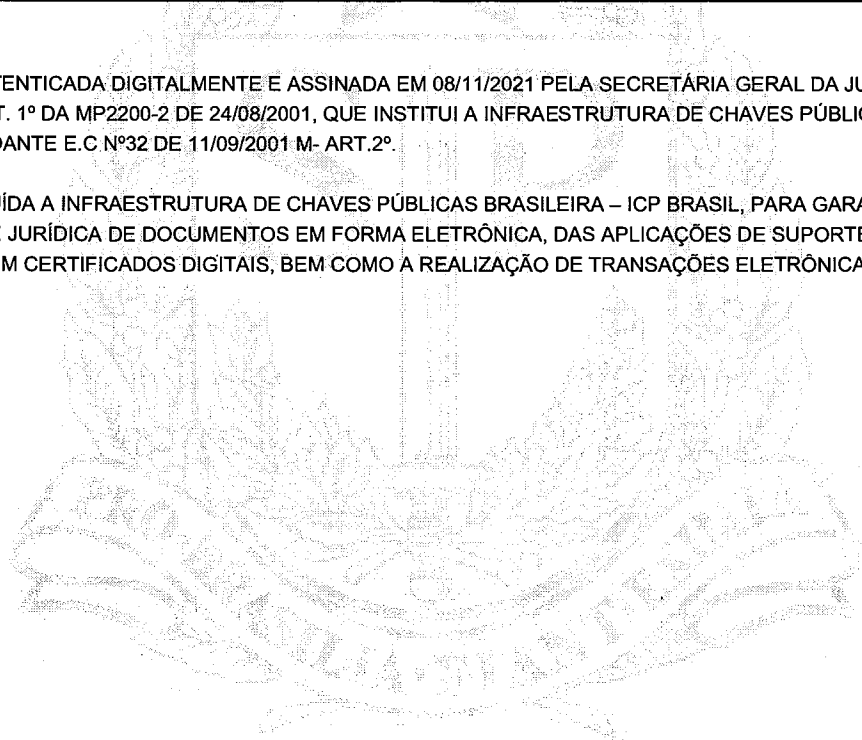 TENTICADA DIGITALMENTE E ASSINADA EM 08/11/2021 PELA SECRETÁRIA GERAL DA JU
T. 1º DA MP2200-2 DE 24/08/2001, QUE INSTITUI A INFRAESTRUTURA DE CHAVES PÚBLIC
DANTE E.C Nº32 DE 11/09/2001 M- ART.2º.
ÍDA A INFRAESTRUTURA DE CHAVES PÚBLICAS BRASILEIRA – ICP BRASIL, PARA GARA
E JURÍDICA DE DOCUMENTOS EM FORMA ELETRÔNICA, DAS APLICAÇÕES DE SUPORTE
M CERTIFICADOS DIGITAIS, BEM COMO A REALIZAÇÃO DE TRANSAÇÕES ELETRÔNICA